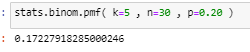 : stats.binom.pmf( k=5 , n=30 , p=0.20 )
: 0.17227918285000246